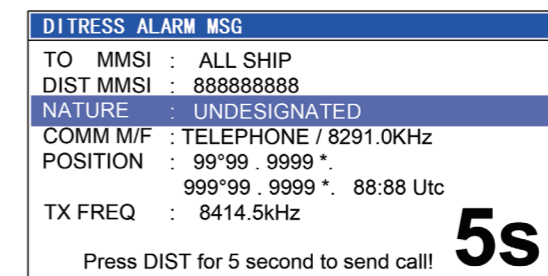 DITRESS ALARM MSG
TO MMSI : ALL SHIP
DIST MMSI : 888888888
NATURE : UNDESIGNATED
COMM M/F : TELEPHONE / 8291.0KHz
POSITION : 99°99 . 9999 *.
999°99 . 9999 *. 88:88 Utc
TX FREQ : 8414.5kHz
5s
Press DIST for 5 second to send call!